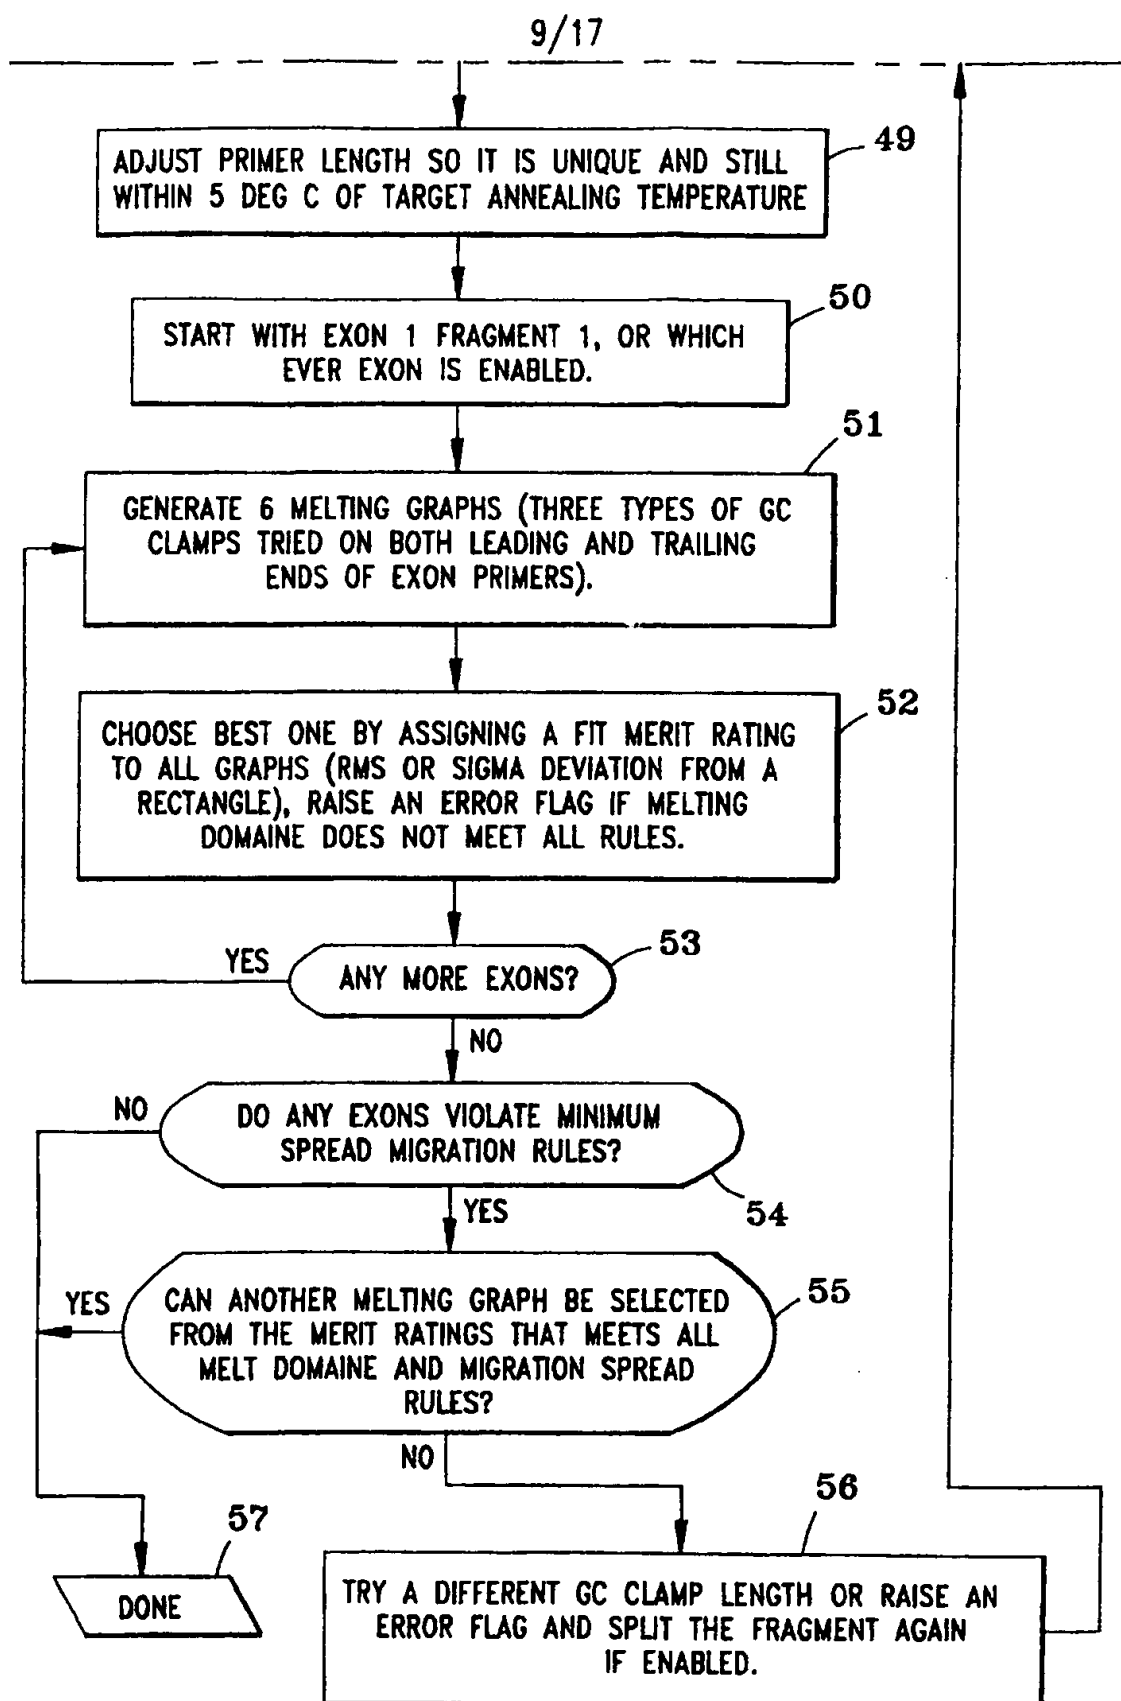 9/17
49
ADJUST PRIMER LENGTH SO IT IS UNIQUE AND STILL
WITHIN 5 DEG C OF TARGET ANNEALING TEMPERATURE
50
START WITH EXON 1 FRAGMENT 1, OR WHICH
EVER EXON IS ENABLED.
51
GENERATE 6 MELTING GRAPHS (THREE TYPES OF GC
CLAMPS TRIED ON BOTH LEADING AND TRAILING
ENDS OF EXON PRIMERS).
52
CHOOSE BEST ONE BY ASSIGNING A FIT MERIT RATING
TO ALL GRAPHS (RMS OR SIGMA DEVIATION FROM A
RECTANGLE), RAISE AN ERROR FLAG IF MELTING
DOMAINE DOES NOT MEET ALL RULES.
53
YES
ANY MORE EXONS?
NO
NO
DO ANY EXONS VIOLATE MINIMUM
SPREAD MIGRATION RULES?
54
YES
55
YES
CAN ANOTHER MELTING GRAPH BE SELECTED
FROM THE MERIT RATINGS THAT MEETS ALL
MELT DOMAINE AND MIGRATION SPREAD
RULES?
NO
56
57
DONE
TRY A DIFFERENT GC CLAMP LENGTH OR RAISE AN
ERROR FLAG AND SPLIT THE FRAGMENT AGAIN
IF ENABLED.